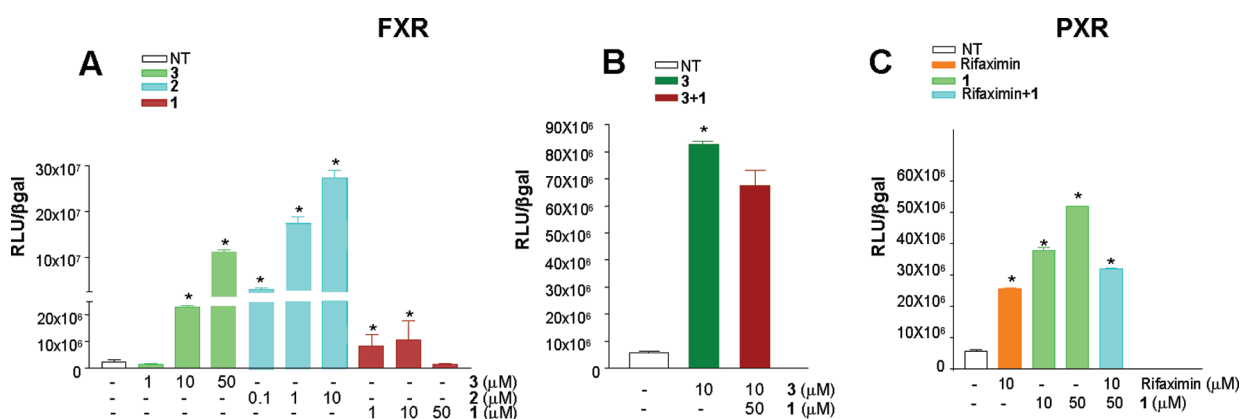 FXR
PXR
A
NT
3
2
1
RLU/βgal
30x10⁷
20x10⁷
10x10⁷
20x10⁶
10x10⁶
0
- 1 10 50 - - - - - - 3 (μM)
- - - - 0.1 1 10 - - - 2 (μM)
- - - - - - - 1 10 50 1 (μM)
B
NT
3
3+1
RLU/βgal
90X10⁶
80x10⁶
70x10⁶
60x10⁶
50x10⁶
40x10⁶
30x10⁶
20x10⁶
10x10⁶
0
- 10 10 3 (μM)
- - 50 1 (μM)
C
NT
Rifaximin
1
Rifaximin+1
RLU/βgal
60X10⁶
50X10⁶
40X10⁶
30X10⁶
20X10⁶
10X10⁶
0
- 10 - - 10 Rifaximin (μM)
- - 10 50 50 1 (μM)